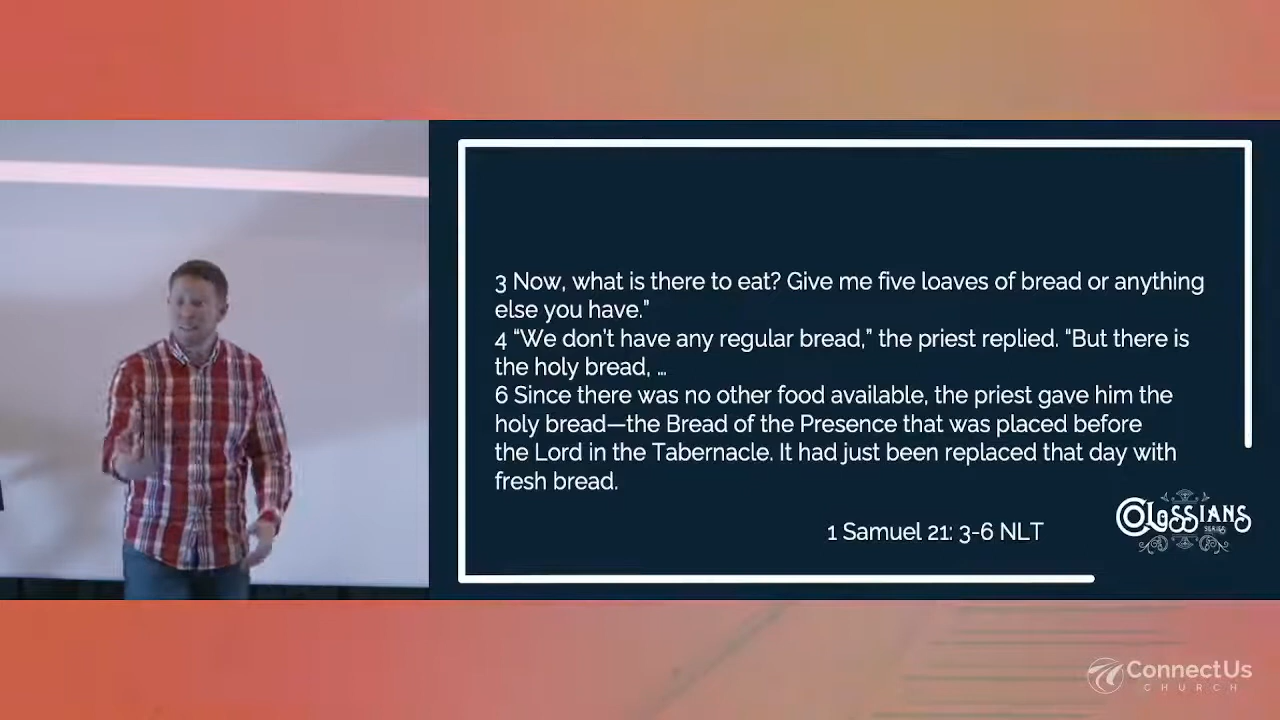 3 Now, what is there to eat? Give me five loaves of bread or anything
else you have."
4 “We don’t have any regular bread,” the priest replied. “But there is
the holy bread, …
6 Since there was no other food available, the priest gave him the
holy bread—the Bread of the Presence that was placed before
the Lord in the Tabernacle. It had just been replaced that day with
fresh bread.
1 Samuel 21: 3-6 NLT
COLOSSIANS
SERIES
ConnectUs
CHURCH